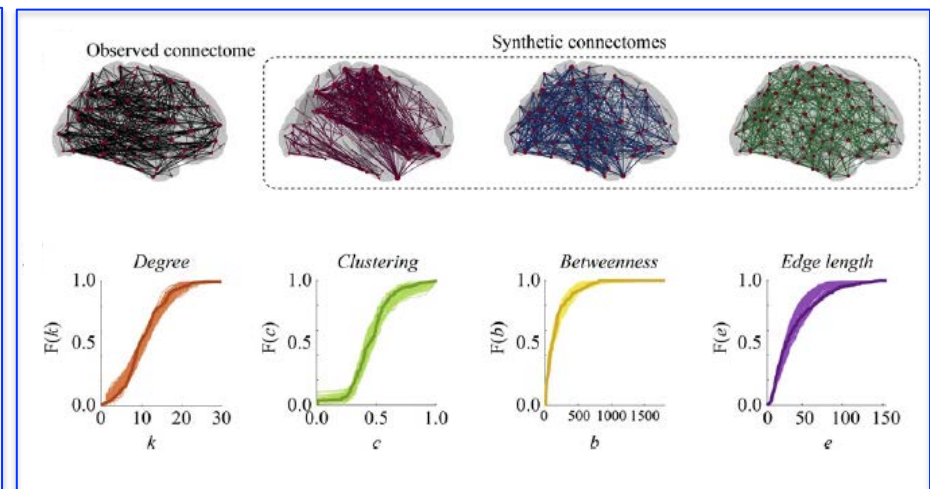 Observed connectome
Synthetic connectomes
Degree
Clustering
Betweenness
Edge length
F(k)
1.0
0.5
0.0
0 10 20 30
k
F(c)
1.0
0.5
0.0
0.0 0.5 1.0
c
F(b)
1.0
0.5
0.0
0 500 1000 1500
b
F(e)
1.0
0.5
0.0
0 50 100 150
e